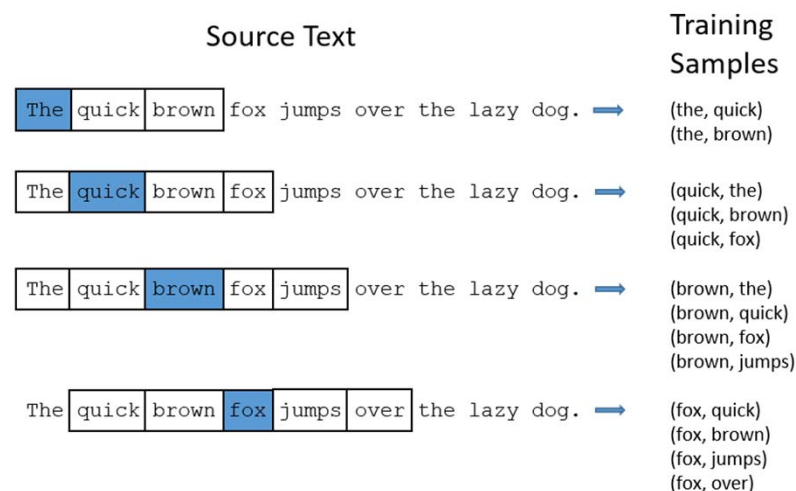 Source Text
Training
Samples
The quick brown fox jumps over the lazy dog.
(the, quick)
(the, brown)
The quick brown fox jumps over the lazy dog.
(quick, the)
(quick, brown)
(quick, fox)
The quick brown fox jumps over the lazy dog.
(brown, the)
(brown, quick)
(brown, fox)
(brown, jumps)
The quick brown fox jumps over the lazy dog.
(fox, quick)
(fox, brown)
(fox, jumps)
(fox, over)